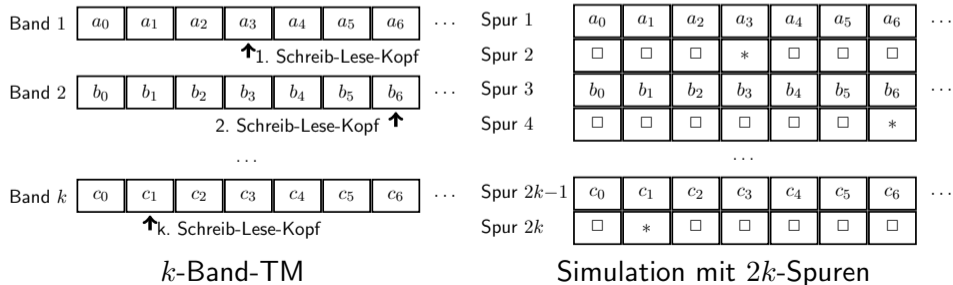 Band 1 a₀ a₁ a₂ a₃ a₄ a₅ a₆ ⋯
🡅1. Schreib-Lese-Kopf
Band 2 b₀ b₁ b₂ b₃ b₄ b₅ b₆ ⋯
2. Schreib-Lese-Kopf 🡅
⋯
Band k c₀ c₁ c₂ c₃ c₄ c₅ c₆ ⋯
🡅k. Schreib-Lese-Kopf
k-Band-TM
Spur 1 a₀ a₁ a₂ a₃ a₄ a₅ a₆ ⋯
Spur 2 □ □ □ * □ □ □
Spur 3 b₀ b₁ b₂ b₃ b₄ b₅ b₆ ⋯
Spur 4 □ □ □ □ □ □ *
⋯
Spur 2k−1 c₀ c₁ c₂ c₃ c₄ c₅ c₆ ⋯
Spur 2k □ * □ □ □ □ □
Simulation mit 2k-Spuren